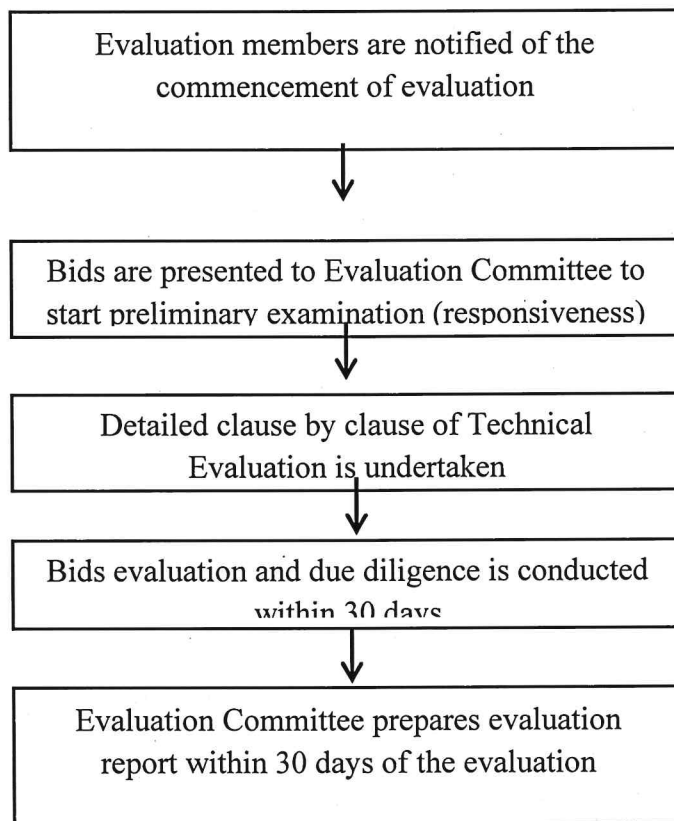 Evaluation members are notified of the
commencement of evaluation
Bids are presented to Evaluation Committee to
start preliminary examination (responsiveness)
Detailed clause by clause of Technical
Evaluation is undertaken
Bids evaluation and due diligence is conducted
within 30 days
Evaluation Committee prepares evaluation
report within 30 days of the evaluation